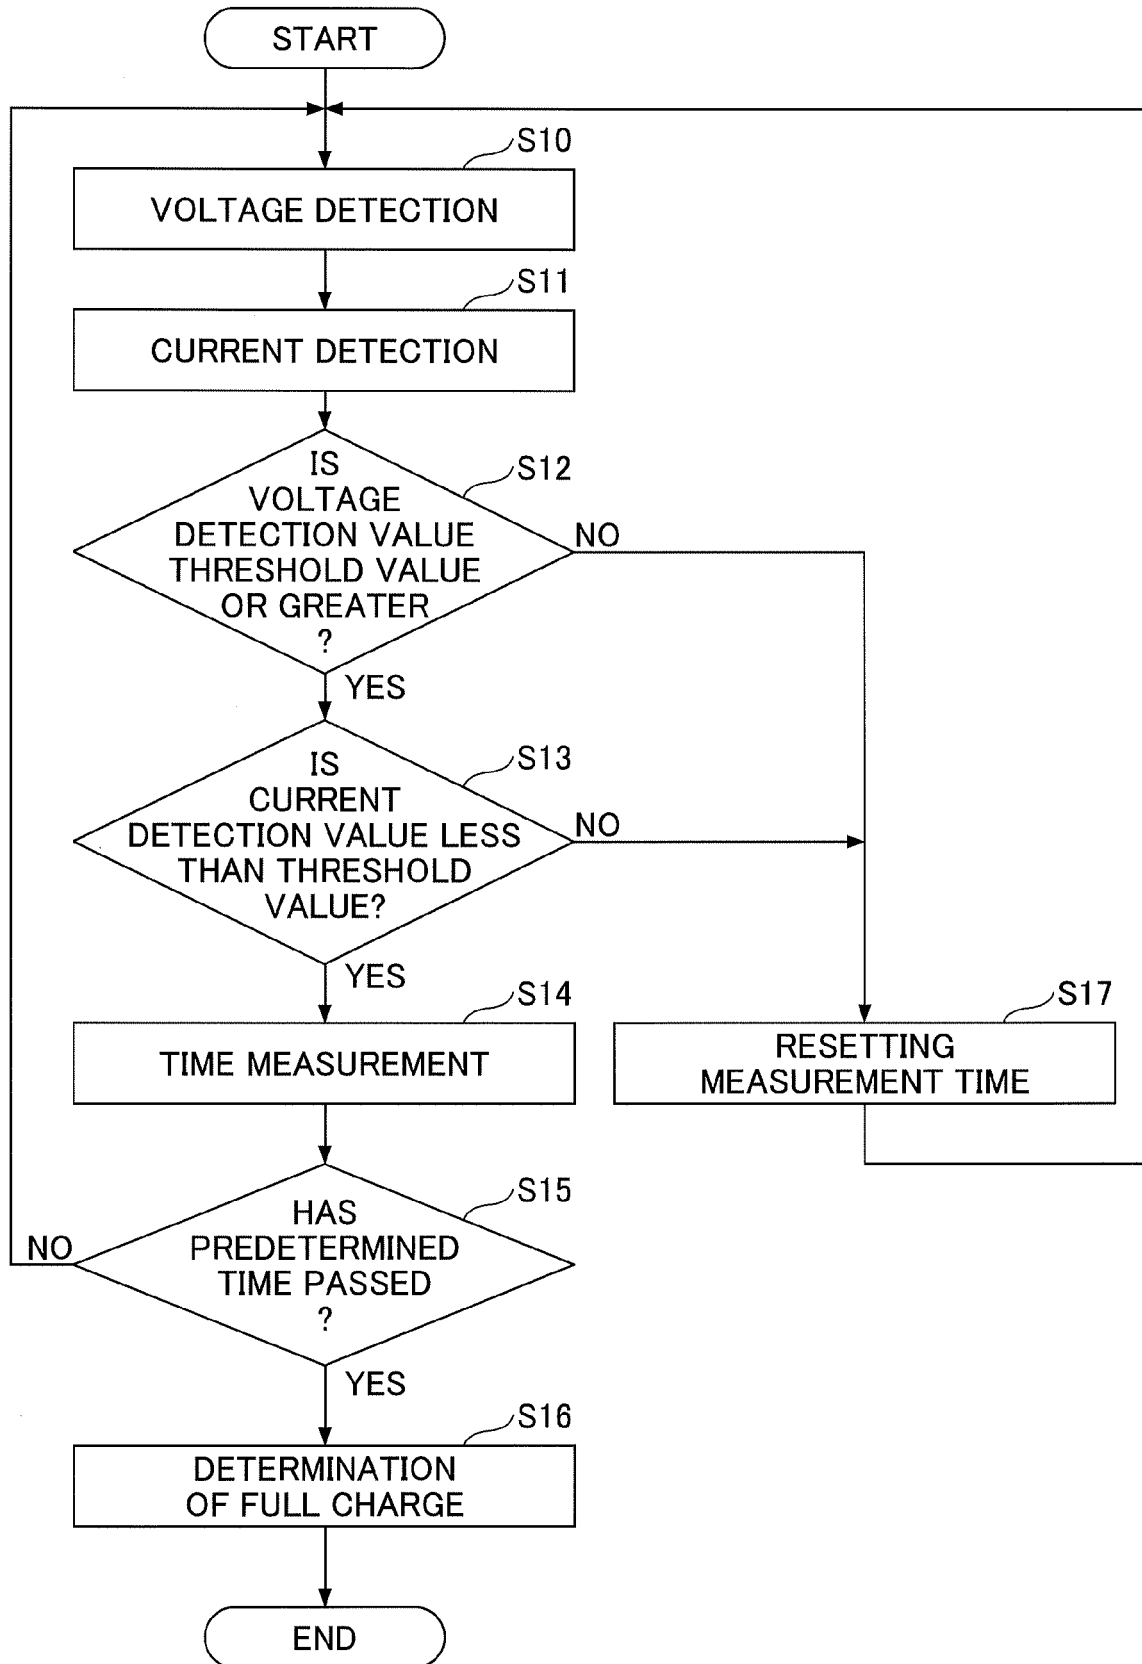 START
S10
VOLTAGE DETECTION
S11
CURRENT DETECTION
S12
IS
VOLTAGE
DETECTION VALUE
THRESHOLD VALUE
OR GREATER
?
NO
YES
S13
IS
CURRENT
DETECTION VALUE LESS
THAN THRESHOLD
VALUE?
NO
YES
S14
TIME MEASUREMENT
S17
RESETTING
MEASUREMENT TIME
S15
HAS
PREDETERMINED
TIME PASSED
?
NO
YES
S16
DETERMINATION
OF FULL CHARGE
END